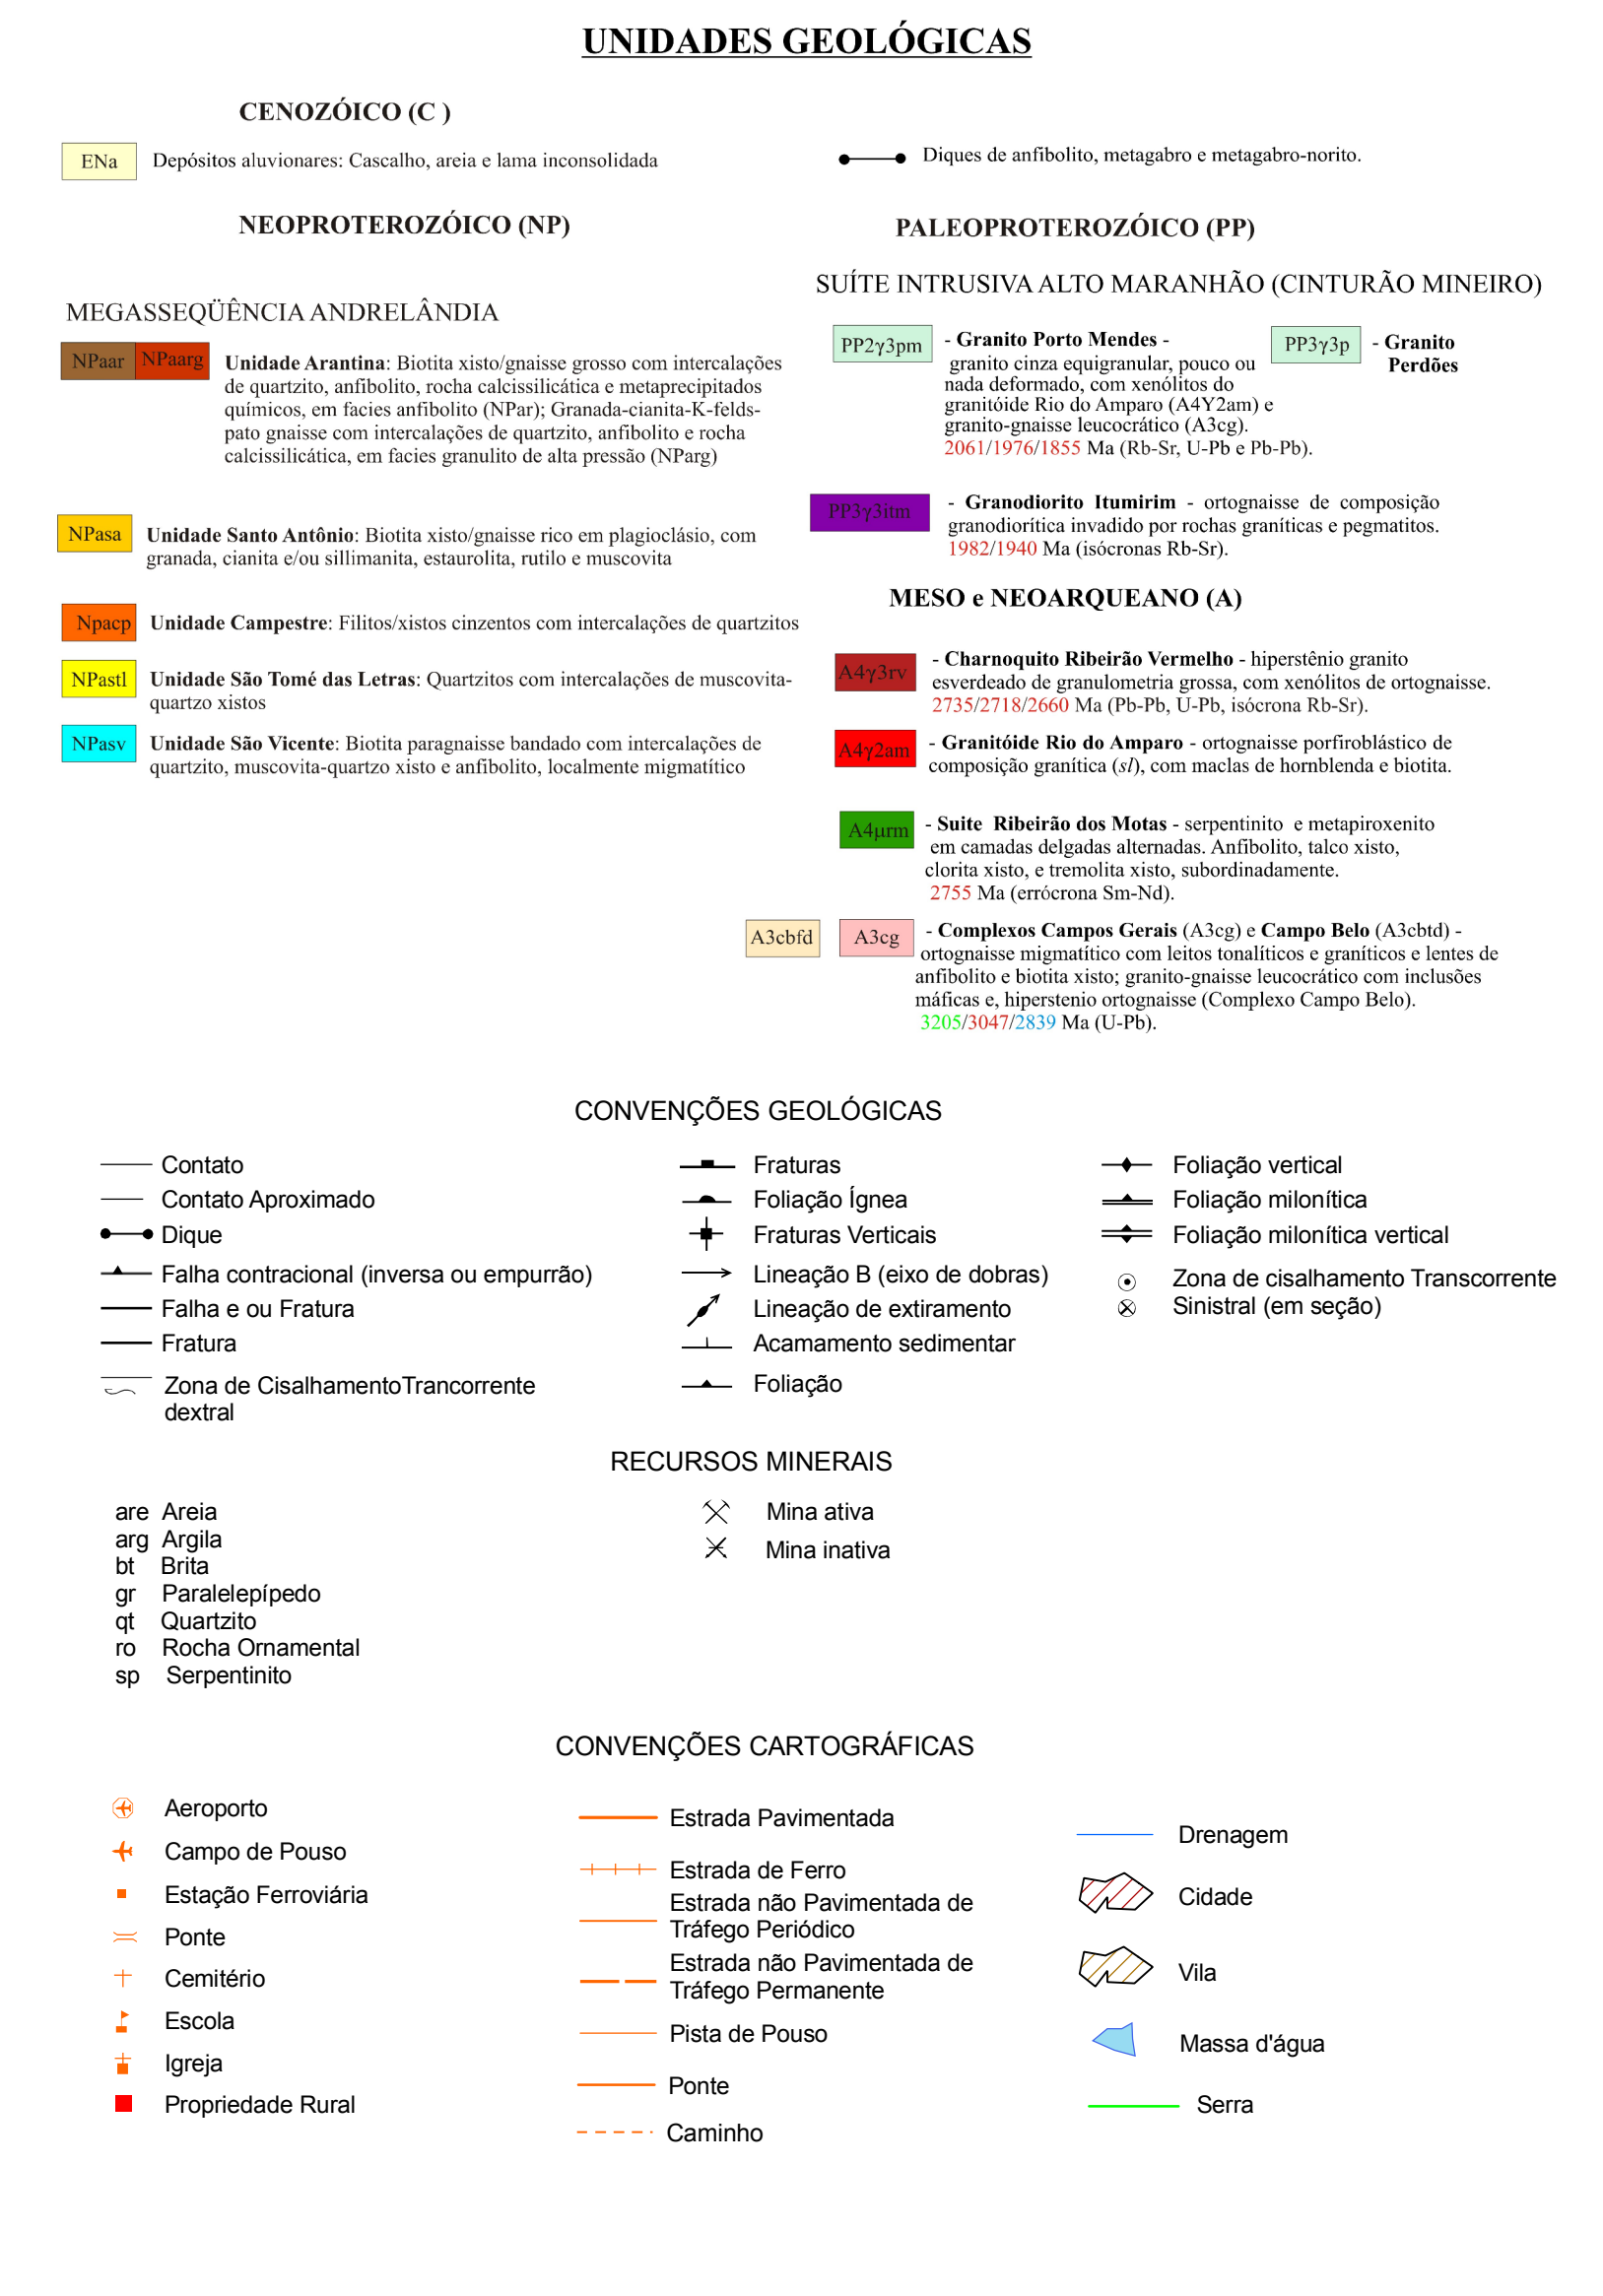 UNIDADES GEOLÓGICAS
CENOZÓICO (C )
ENa
Depósitos aluvionares: Cascalho, areia e lama inconsolidada
Diques de anfibolito, metagabro e metagabro-norito.
NEOPROTEROZÓICO (NP)
MEGASSEQÜÊNCIA ANDRELÂNDIA
NPaar NPaarg
Unidade Arantina: Biotita xisto/gnaisse grosso com intercalações
de quartzito, anfibolito, rocha calcissilicática e metaprecipitados
químicos, em facies anfibolito (NPar); Granada-cianita-K-felds-
pato gnaisse com intercalações de quartzito, anfibolito e rocha
calcissilicática, em facies granulito de alta pressão (NParg)
NPasa
Unidade Santo Antônio: Biotita xisto/gnaisse rico em plagioclásio, com
granada, cianita e/ou sillimanita, estaurolita, rutilo e muscovita
Npacp
Unidade Campestre: Filitos/xistos cinzentos com intercalações de quartzitos
NPastl
Unidade São Tomé das Letras: Quartzitos com intercalações de muscovita-
quartzo xistos
NPasv
Unidade São Vicente: Biotita paragnaisse bandado com intercalações de
quartzito, muscovita-quartzo xisto e anfibolito, localmente migmatítico
PALEOPROTEROZÓICO (PP)
SUÍTE INTRUSIVA ALTO MARANHÃO (CINTURÃO MINEIRO)
PP2γ3pm
- Granito Porto Mendes -
granito cinza equigranular, pouco ou
nada deformado, com xenólitos do
granitóide Rio do Amparo (A4Y2am) e
granito-gnaisse leucocrático (A3cg).
2061/1976/1855 Ma (Rb-Sr, U-Pb e Pb-Pb).
PP3γ3p
- Granito
Perdões
PP3γ3itm
- Granodiorito Itumirim - ortognaisse de composição
granodiorítica invadido por rochas graníticas e pegmatitos.
1982/1940 Ma (isócronas Rb-Sr).
MESO e NEOARQUEANO (A)
A4γ3rv
- Charnoquito Ribeirão Vermelho - hiperstênio granito
esverdeado de granulometria grossa, com xenólitos de ortognaisse.
2735/2718/2660 Ma (Pb-Pb, U-Pb, isócrona Rb-Sr).
A4γ2am
- Granitóide Rio do Amparo - ortognaisse porfiroblástico de
composição granítica (sl), com maclas de hornblenda e biotita.
A4μrm
- Suite Ribeirão dos Motas - serpentinito e metapiroxenito
em camadas delgadas alternadas. Anfibolito, talco xisto,
clorita xisto, e tremolita xisto, subordinadamente.
2755 Ma (errócrona Sm-Nd).
A3cbfd
A3cg
- Complexos Campos Gerais (A3cg) e Campo Belo (A3cbtd) -
ortognaisse migmatítico com leitos tonalíticos e graníticos e lentes de
anfibolito e biotita xisto; granito-gnaisse leucocrático com inclusões
máficas e, hiperstenio ortognaisse (Complexo Campo Belo).
3205/3047/2839 Ma (U-Pb).
CONVENÇÕES GEOLÓGICAS
Contato
Contato Aproximado
Dique
Falha contracional (inversa ou empurrão)
Falha e ou Fratura
Fratura
Zona de CisalhamentoTrancorrente
dextral
Fraturas
Foliação Ígnea
Fraturas Verticais
Lineação B (eixo de dobras)
Lineação de extiramento
Acamamento sedimentar
Foliação
Foliação vertical
Foliação milonítica
Foliação milonítica vertical
Zona de cisalhamento Transcorrente
Sinistral (em seção)
RECURSOS MINERAIS
are Areia
arg Argila
bt Brita
gr Paralelepípedo
qt Quartzito
ro Rocha Ornamental
sp Serpentinito
Mina ativa
Mina inativa
CONVENÇÕES CARTOGRÁFICAS
Aeroporto
Campo de Pouso
Estação Ferroviária
Ponte
Cemitério
Escola
Igreja
Propriedade Rural
Estrada Pavimentada
Estrada de Ferro
Estrada não Pavimentada de
Tráfego Periódico
Estrada não Pavimentada de
Tráfego Permanente
Pista de Pouso
Ponte
Caminho
Drenagem
Cidade
Vila
Massa d'água
Serra